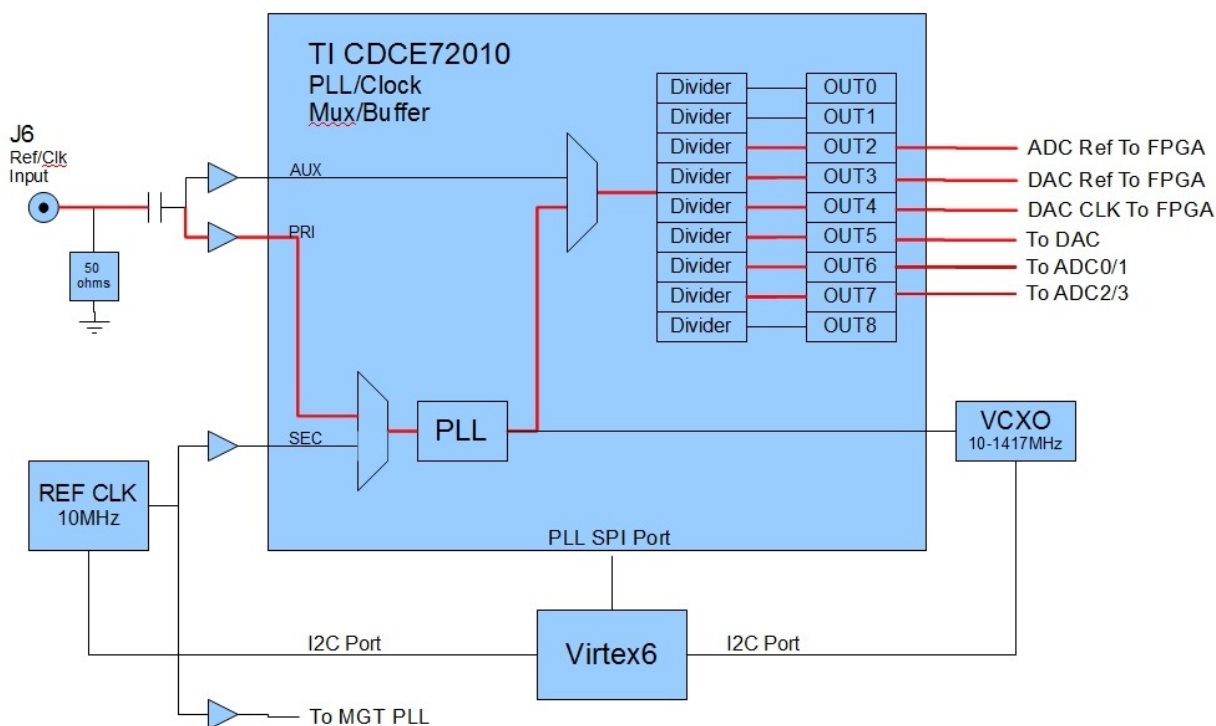 TI CDCE72010
PLL/Clock
Mux/Buffer
J6
Ref/Clk
Input
50
ohms
AUX
PRI
SEC
PLL
Divider
OUT0
Divider
OUT1
Divider
OUT2
ADC Ref To FPGA
Divider
OUT3
DAC Ref To FPGA
Divider
OUT4
DAC CLK To FPGA
Divider
OUT5
To DAC
Divider
OUT6
To ADC0/1
Divider
OUT7
To ADC2/3
Divider
OUT8
VCXO
10-1417MHz
REF CLK
10MHz
PLL SPI Port
I2C Port
Virtex6
I2C Port
To MGT PLL